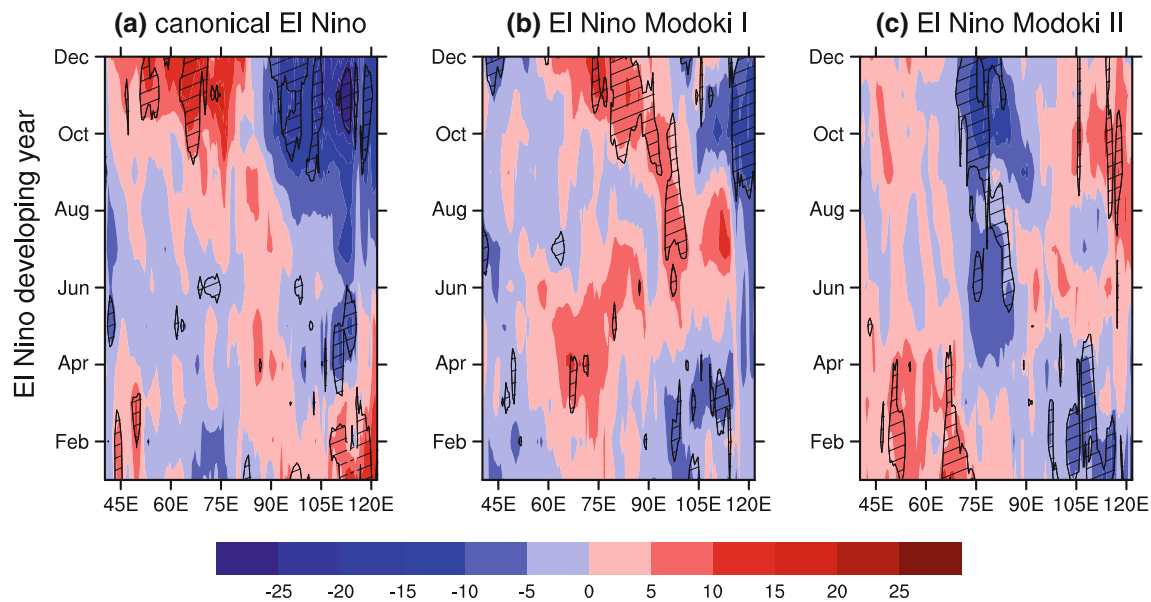 (a) canonical El Nino
(b) El Nino Modoki I
(c) El Nino Modoki II
El Nino developing year
Dec
Oct
Aug
Jun
Apr
Feb
45E 60E 75E 90E 105E 120E
Dec
Oct
Aug
Jun
Apr
Feb
45E 60E 75E 90E 105E 120E
Dec
Oct
Aug
Jun
Apr
Feb
45E 60E 75E 90E 105E 120E
-25 -20 -15 -10 -5 0 5 10 15 20 25